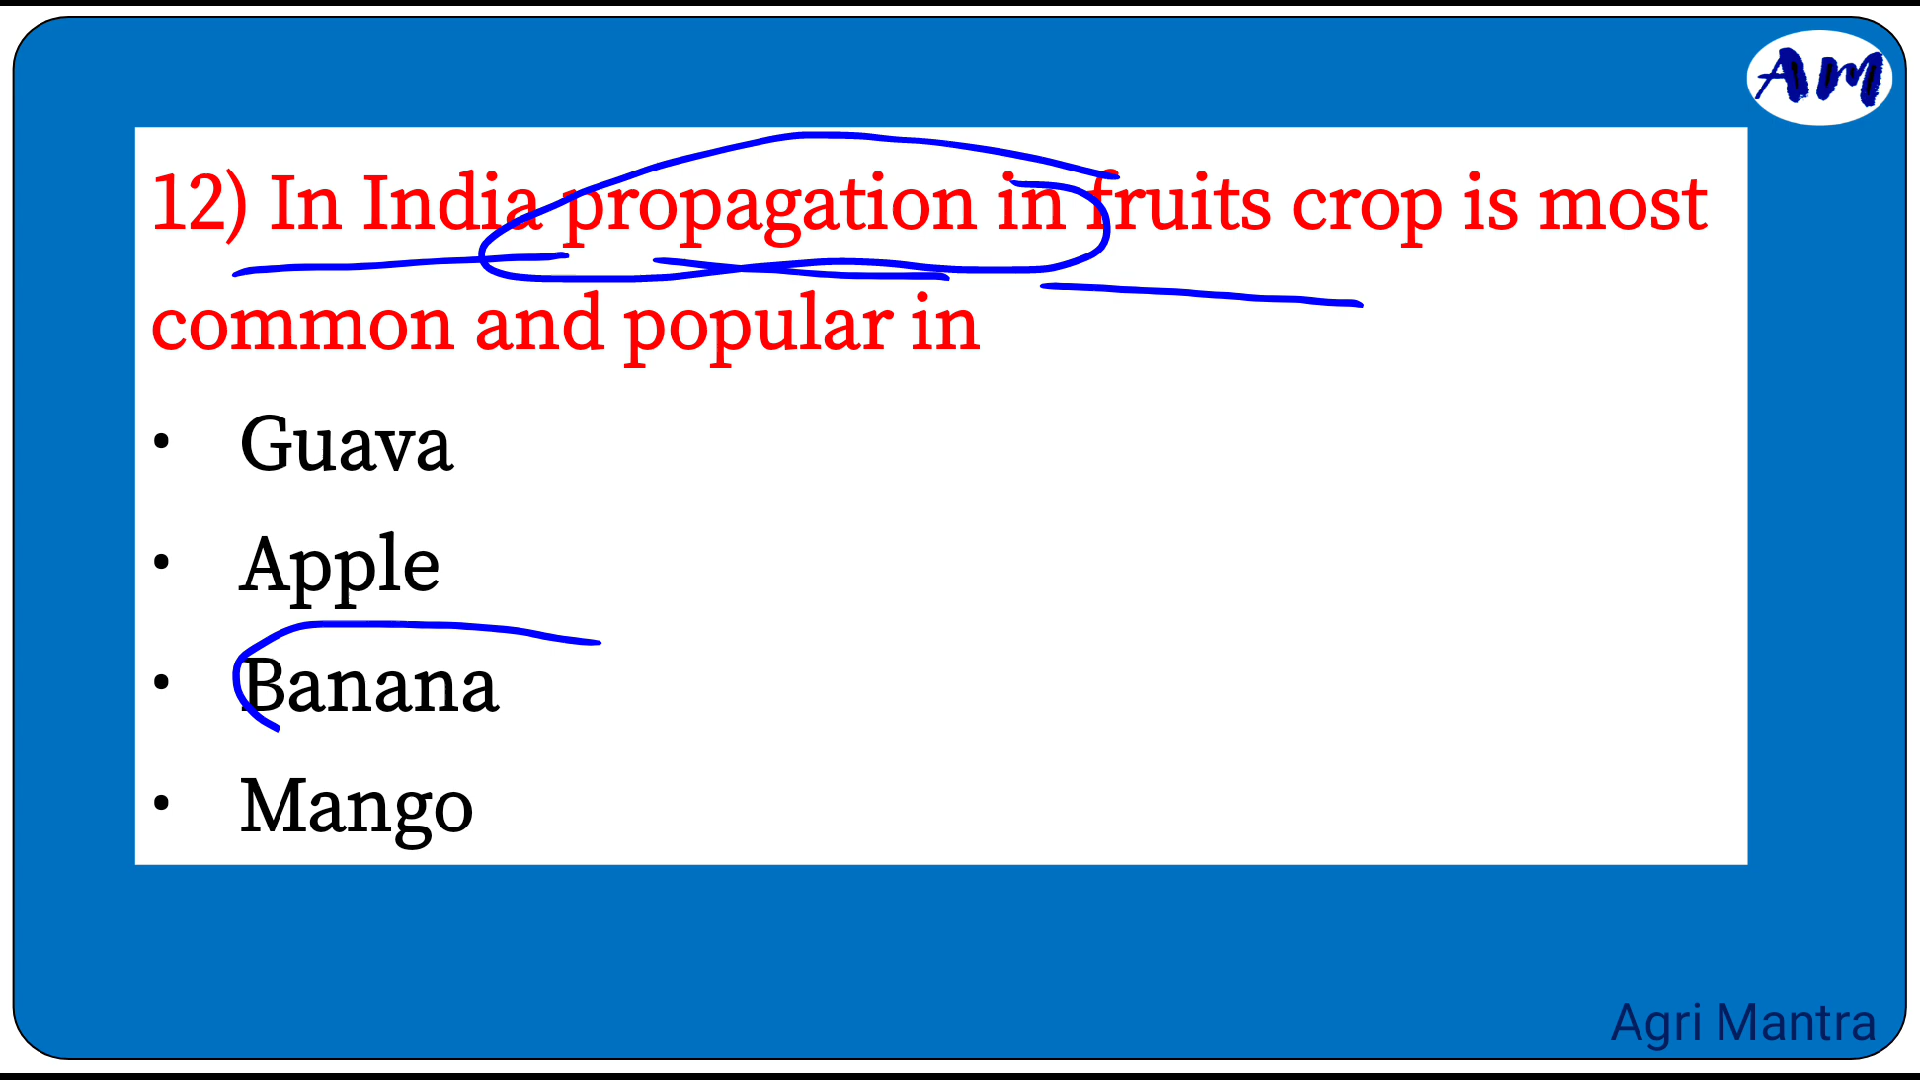 AM
12) In India propagation in fruits crop is most
common and popular in
• Guava
• Apple
• Banana
• Mango
Agri Mantra